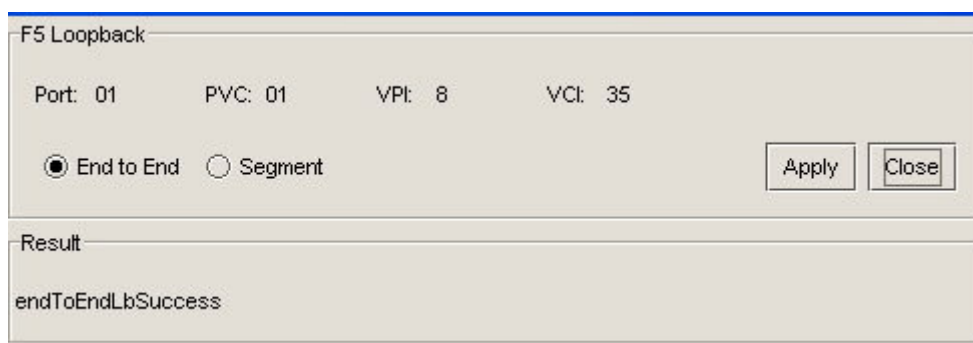 F5 Loopback
Port: 01 PVC: 01 VPI: 8 VCI: 35
End to End Segment Apply Close
Result
endToEndLbSuccess